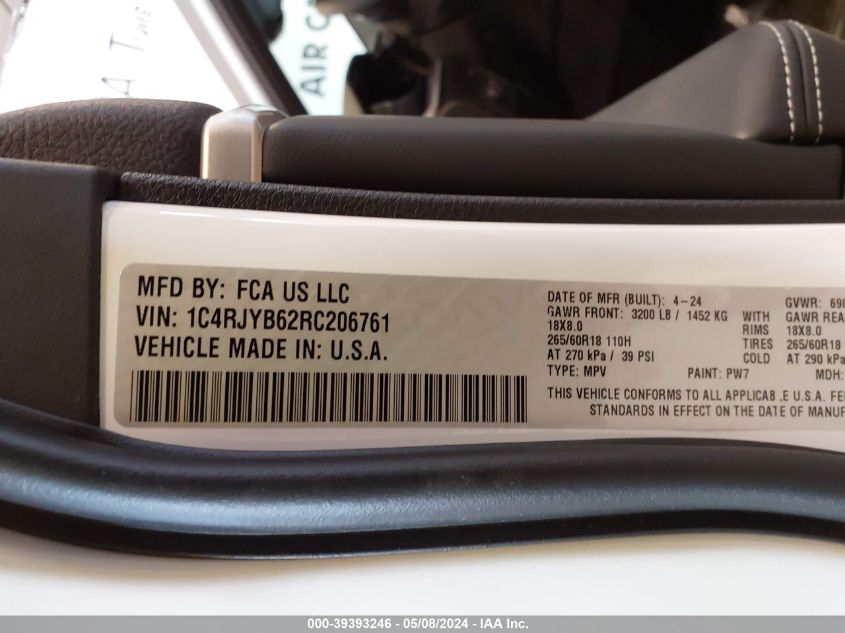 A T
AIR C
MFD BY: FCA US LLC
VIN: 1C4RJYB62RC206761
VEHICLE MADE IN: U.S.A.
DATE OF MFR (BUILT): 4-24 GVWR: 690
GAWR FRONT: 3200 LB / 1452 KG WITH GAWR REA
18X8.0 RIMS 18X8.0
265/60R18 110H TIRES 265/60R18
AT 270 kPa / 39 PSI COLD AT 290 kPa
TYPE: MPV PAINT: PW7 MDH:
THIS VEHICLE CONFORMS TO ALL APPLICAB.E U.S.A. FE
STANDARDS IN EFFECT ON THE DATE OF MANUF
000-39393246 - 05/08/2024 - IAA Inc.